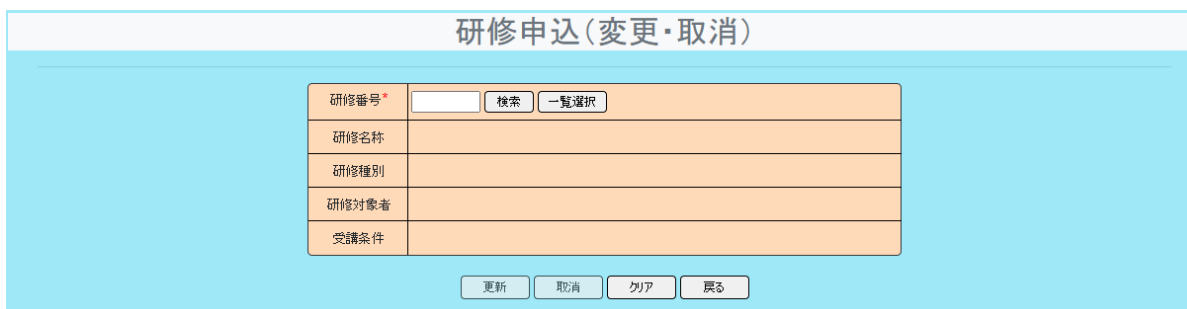 研修申込(変更・取消)
研修番号* 検索 一覧選択
研修名称
研修種別
研修対象者
受講条件
更新 取消 クリア 戻る